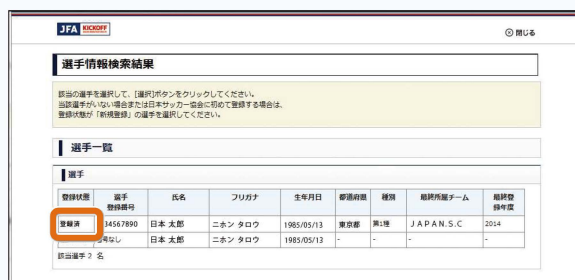 JFA KICKOFF
閉じる
選手情報検索結果
該当の選手を選択して、[選択]ボタンをクリックしてください。
当該選手がいない場合または日本サッカー協会に初めて登録する場合は、
登録状態が「新規登録」の選手を選択してください。
選手一覧
選手
登録状態 選手登録番号 氏名 フリガナ 生年月日 都道府県 種別 最終所属チーム 最終登録年度
登録済 34567890 日本 太郎 ニホン タロウ 1985/05/13 東京都 第1種 JAPAN.S.C 2014
号なし 日本 太郎 ニホン タロウ 1985/05/13 - - - -
該当選手 2 名